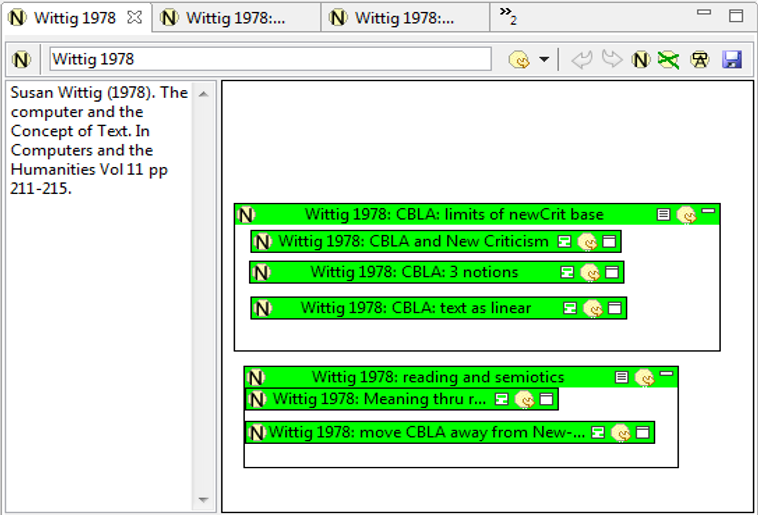 N Wittig 1978 N Wittig 1978:... N Wittig 1978:... »2
N Wittig 1978 N N
Susan Wittig (1978). The
computer and the
Concept of Text. In
Computers and the
Humanities Vol 11 pp
211-215.
N Wittig 1978: CBLA: limits of newCrit base
N Wittig 1978: CBLA and New Criticism
N Wittig 1978: CBLA: 3 notions
N Wittig 1978: CBLA: text as linear
N Wittig 1978: reading and semiotics
N Wittig 1978: Meaning thru r...
N Wittig 1978: move CBLA away from New-...